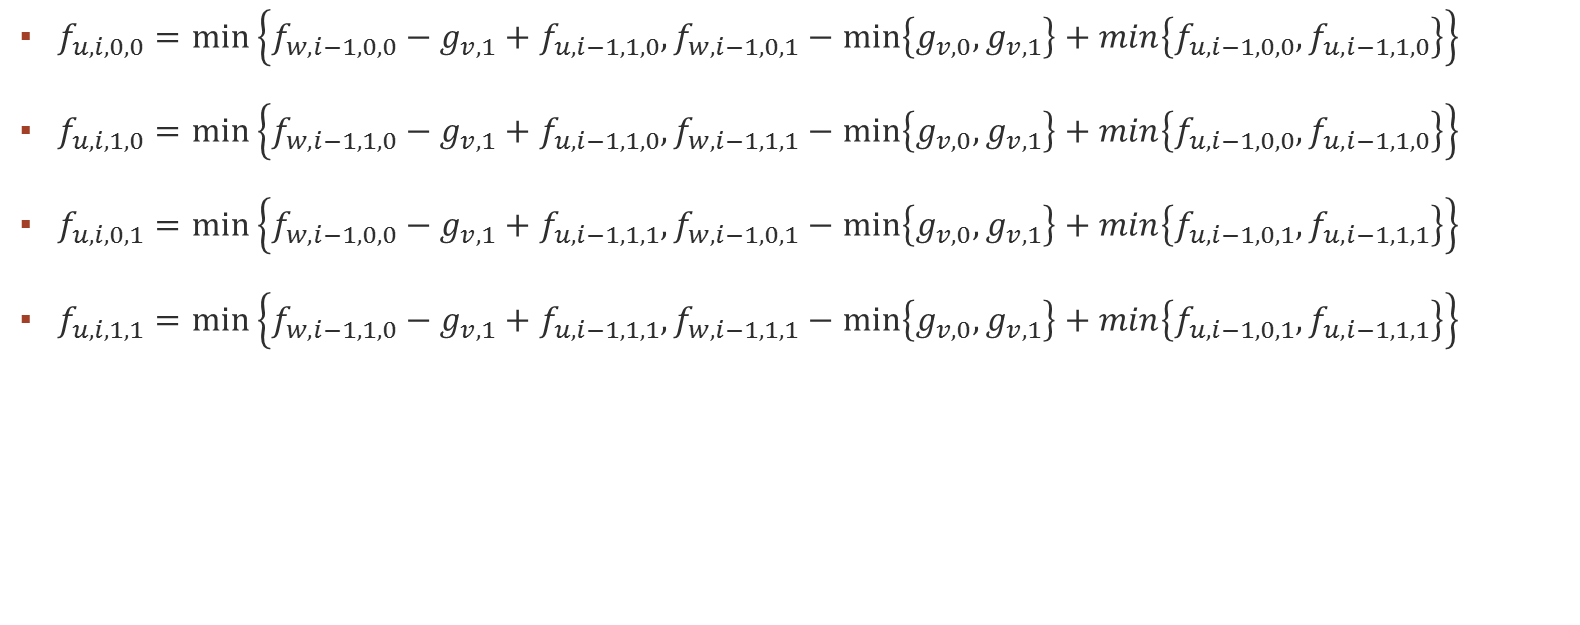 ▪ f_{u,i,0,0} = min{f_{w,i−1,0,0} − g_{v,1} + f_{u,i−1,1,0}, f_{w,i−1,0,1} − min{g_{v,0}, g_{v,1}} + min{f_{u,i−1,0,0}, f_{u,i−1,1,0}}}
▪ f_{u,i,1,0} = min{f_{w,i−1,1,0} − g_{v,1} + f_{u,i−1,1,0}, f_{w,i−1,1,1} − min{g_{v,0}, g_{v,1}} + min{f_{u,i−1,0,0}, f_{u,i−1,1,0}}}
▪ f_{u,i,0,1} = min{f_{w,i−1,0,0} − g_{v,1} + f_{u,i−1,1,1}, f_{w,i−1,0,1} − min{g_{v,0}, g_{v,1}} + min{f_{u,i−1,0,1}, f_{u,i−1,1,1}}}
▪ f_{u,i,1,1} = min{f_{w,i−1,1,0} − g_{v,1} + f_{u,i−1,1,1}, f_{w,i−1,1,1} − min{g_{v,0}, g_{v,1}} + min{f_{u,i−1,0,1}, f_{u,i−1,1,1}}}